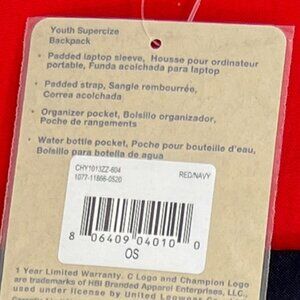 Youth Supercize
Backpack
• Padded laptop sleeve, Housse pour ordinateur
portable, Funda acolchada para laptop
• Padded strap, Sangle rembourrée,
Correa acolchada
• Organizer pocket, Bolsillo organizador,
Poche de rangements
• Water bottle pocket, Poche pour bouteille d'eau,
Bolsillo para botella de agua
CHY1013ZZ-604
1077-11866-0520 RED/NAVY
8 06409 04010 0
OS
1 Year Limited Warranty. C Logo and Champion Logo
are trademarks of HBI Branded Apparel Enterprises, LLC.,
used under license by United Legwear